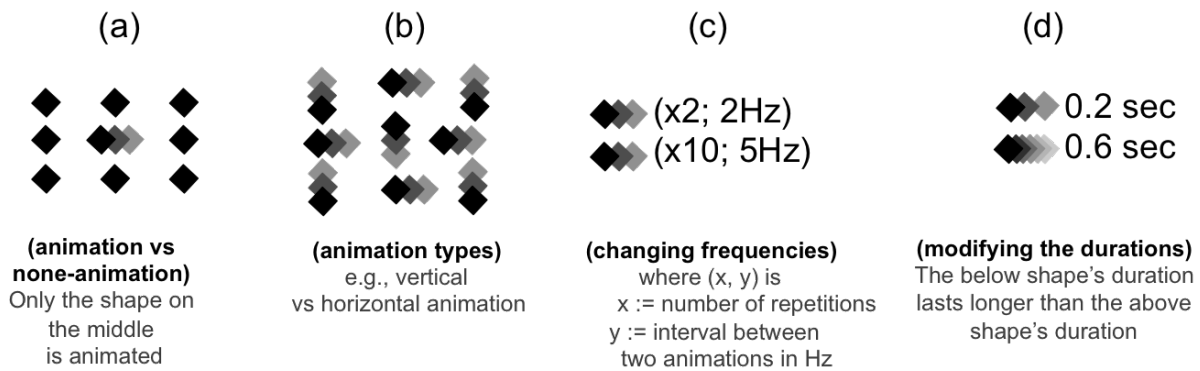 (a)
(animation vs
none-animation)
Only the shape on
the middle
is animated
(b)
(animation types)
e.g., vertical
vs horizontal animation
(c)
(x2; 2Hz)
(x10; 5Hz)
(changing frequencies)
where (x, y) is
x := number of repetitions
y := interval between
two animations in Hz
(d)
0.2 sec
0.6 sec
(modifying the durations)
The below shape's duration
lasts longer than the above
shape's duration